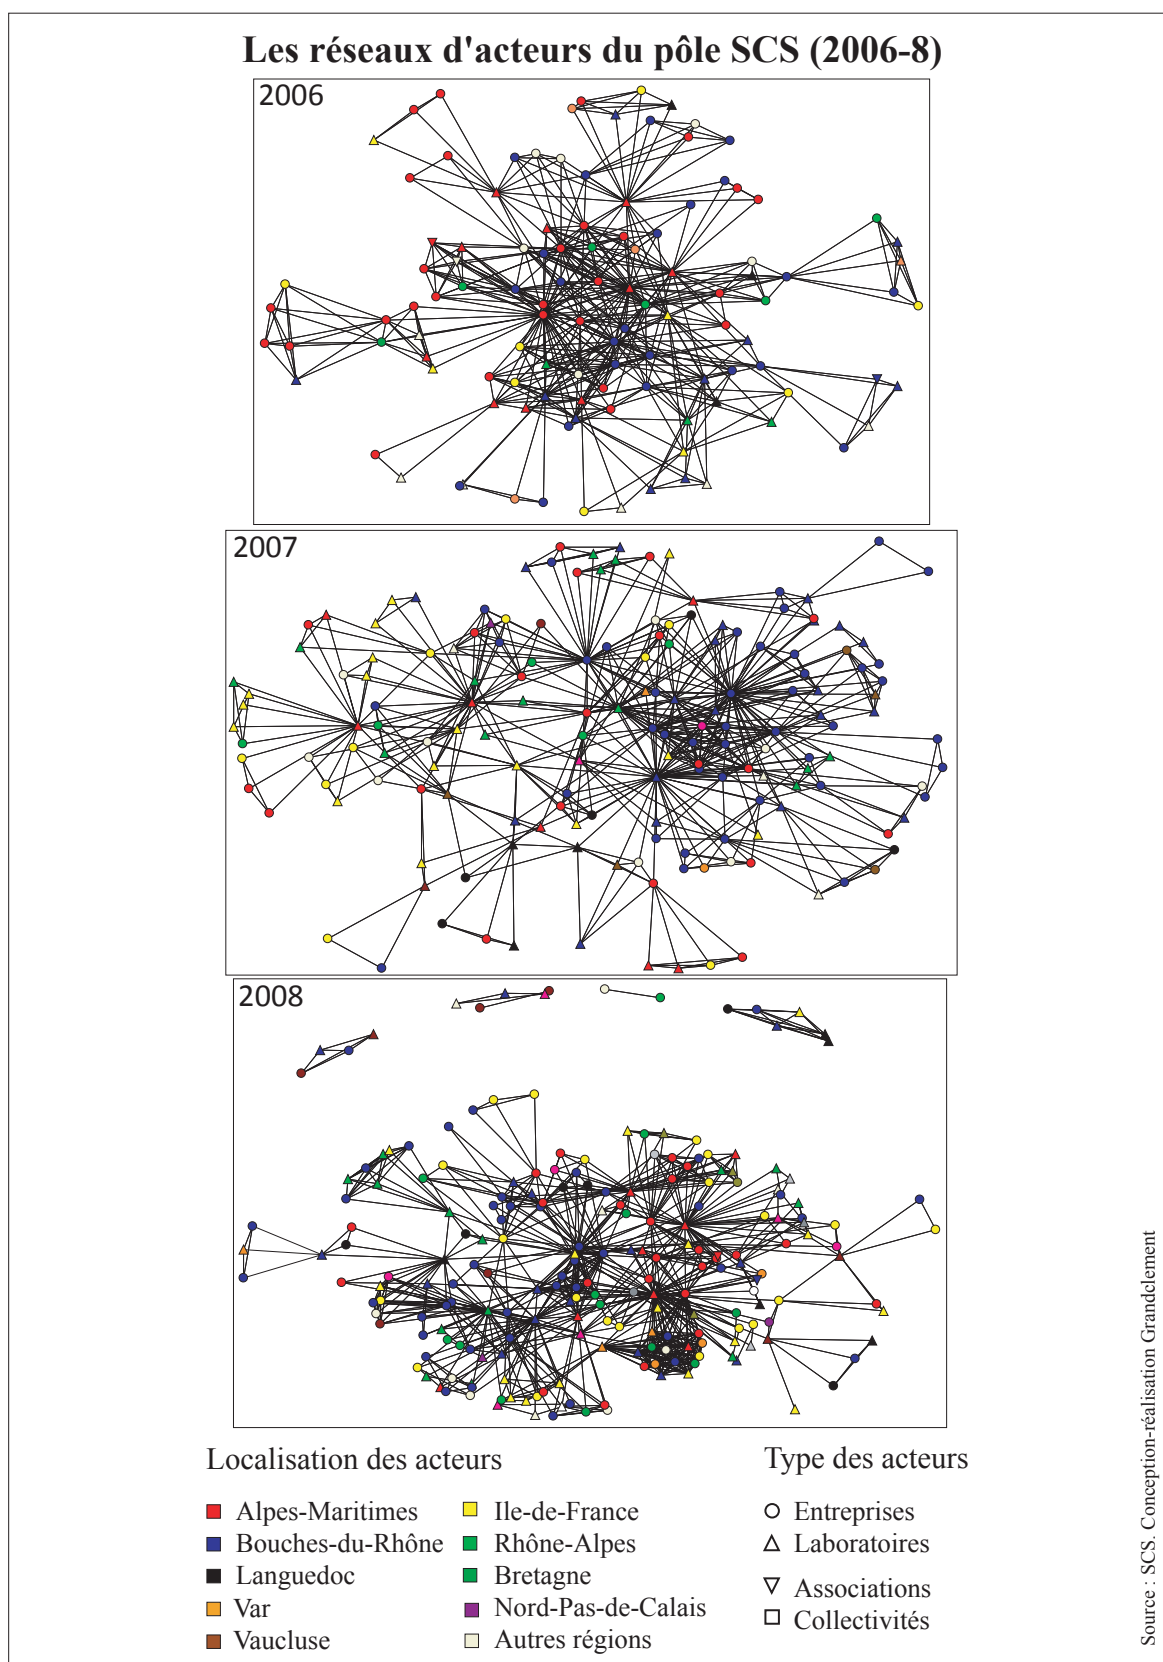 Les réseaux d'acteurs du pôle SCS (2006-8)
2006
2007
2008
Localisation des acteurs
Alpes-Maritimes
Bouches-du-Rhône
Languedoc
Var
Vaucluse
Ile-de-France
Rhône-Alpes
Bretagne
Nord-Pas-de-Calais
Autres régions
Type des acteurs
Entreprises
Laboratoires
Associations
Collectivités
Source : SCS. Conception-réalisation Grandclement